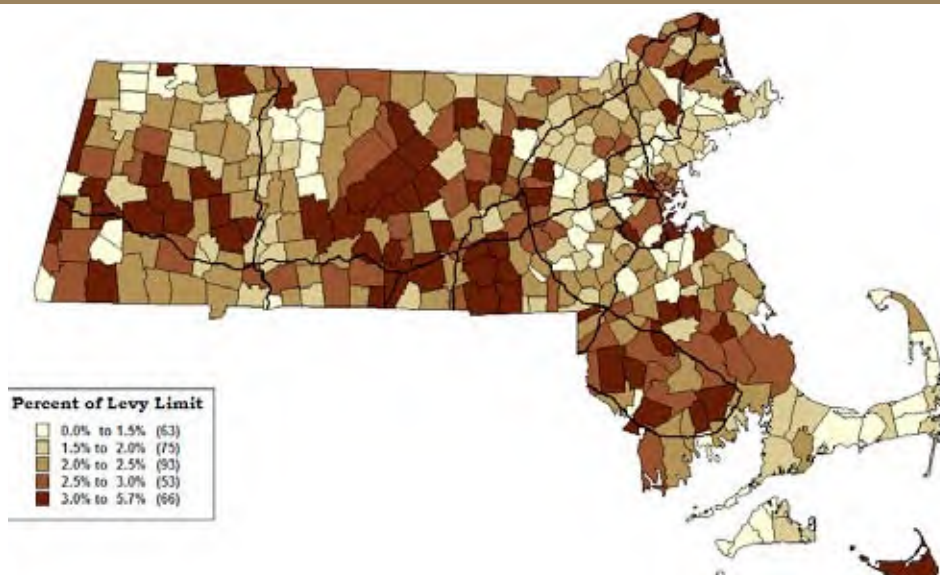 Percent of Levy Limit
0.0% to 1.5% (63)
1.5% to 2.0% (75)
2.0% to 2.5% (93)
2.5% to 3.0% (53)
3.0% to 5.7% (66)